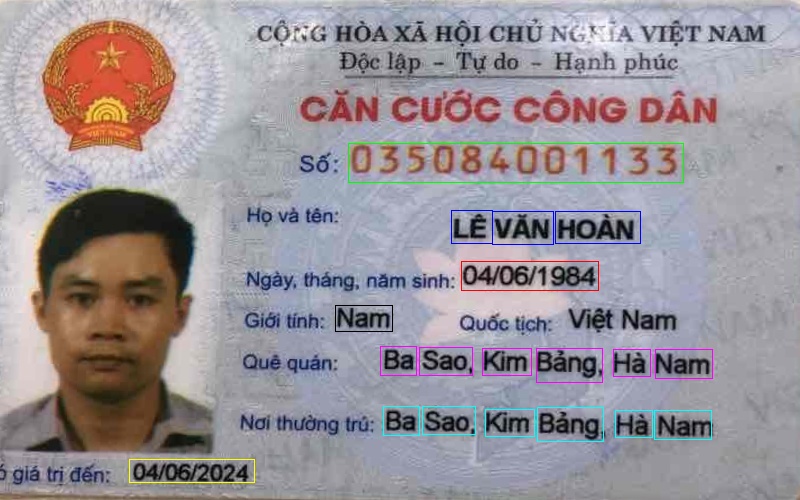 CỘNG HÒA XÃ HỘI CHỦ NGHĨA VIỆT NAM
Độc lập - Tự do - Hạnh phúc
CĂN CƯỚC CÔNG DÂN
Số: 035084001133
Họ và tên: LÊ VĂN HOÀN
Ngày, tháng, năm sinh: 04/06/1984
Giới tính: Nam Quốc tịch: Việt Nam
Quê quán: Ba Sao, Kim Bảng, Hà Nam
Nơi thường trú: Ba Sao, Kim Bảng, Hà Nam
giá trị đến: 04/06/2024
VIỆT NAM